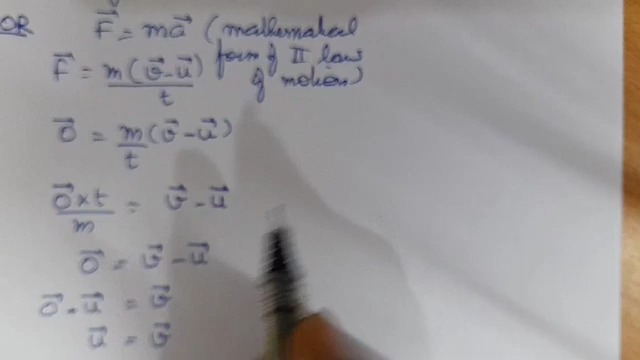 OR F⃗ = ma⃗ (mathematical form of II law of motion)
F⃗ = m(v⃗-u⃗)/t
0⃗ = m/t (v⃗-u⃗)
0⃗×t/m = v⃗-u⃗
0⃗ = v⃗-u⃗
0⃗ - u⃗ = v⃗
u⃗ = v⃗